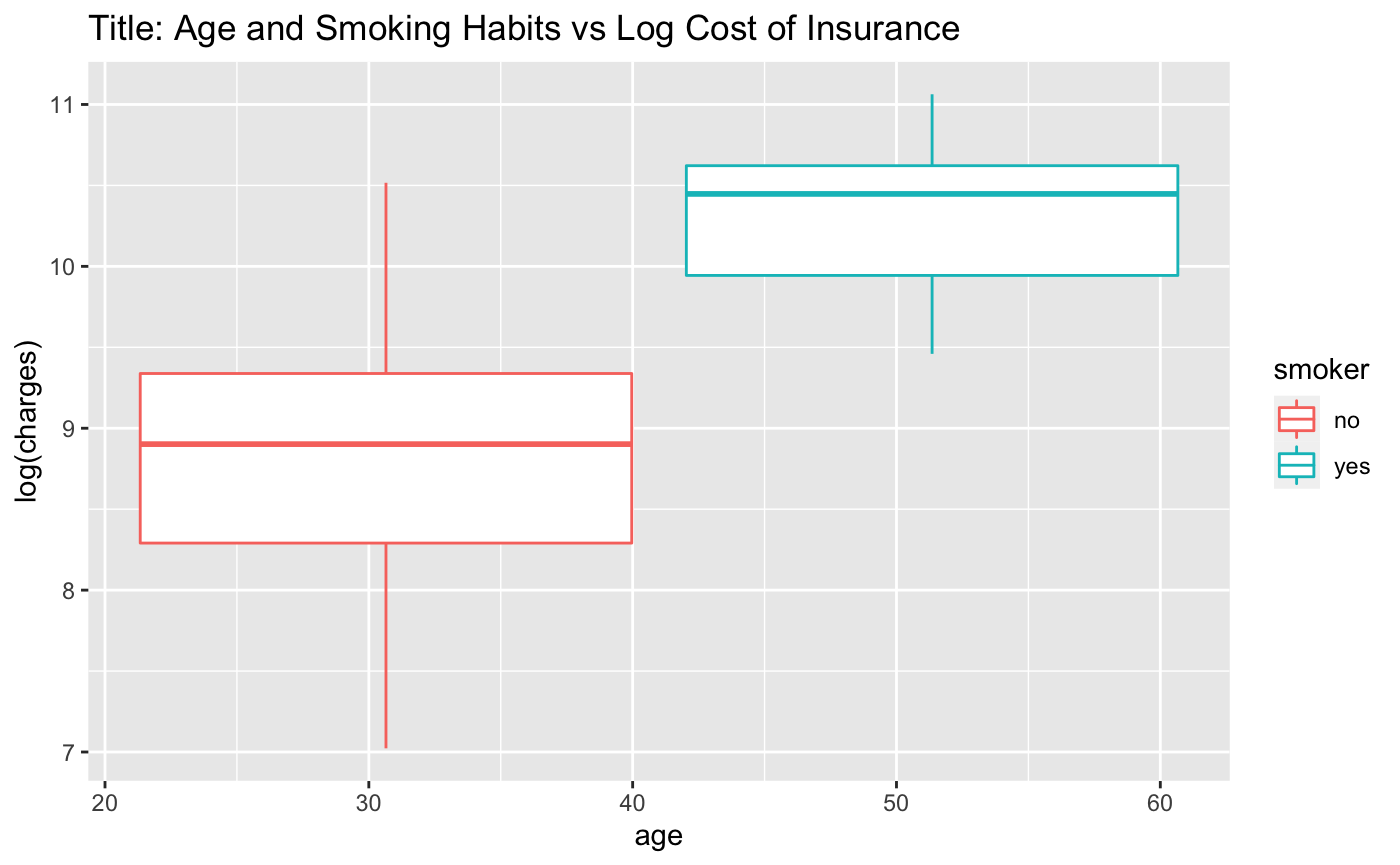 Title: Age and Smoking Habits vs Log Cost of Insurance
11
10
9
8
7
log(charges)
20 30 40 50 60
age
smoker
no
yes